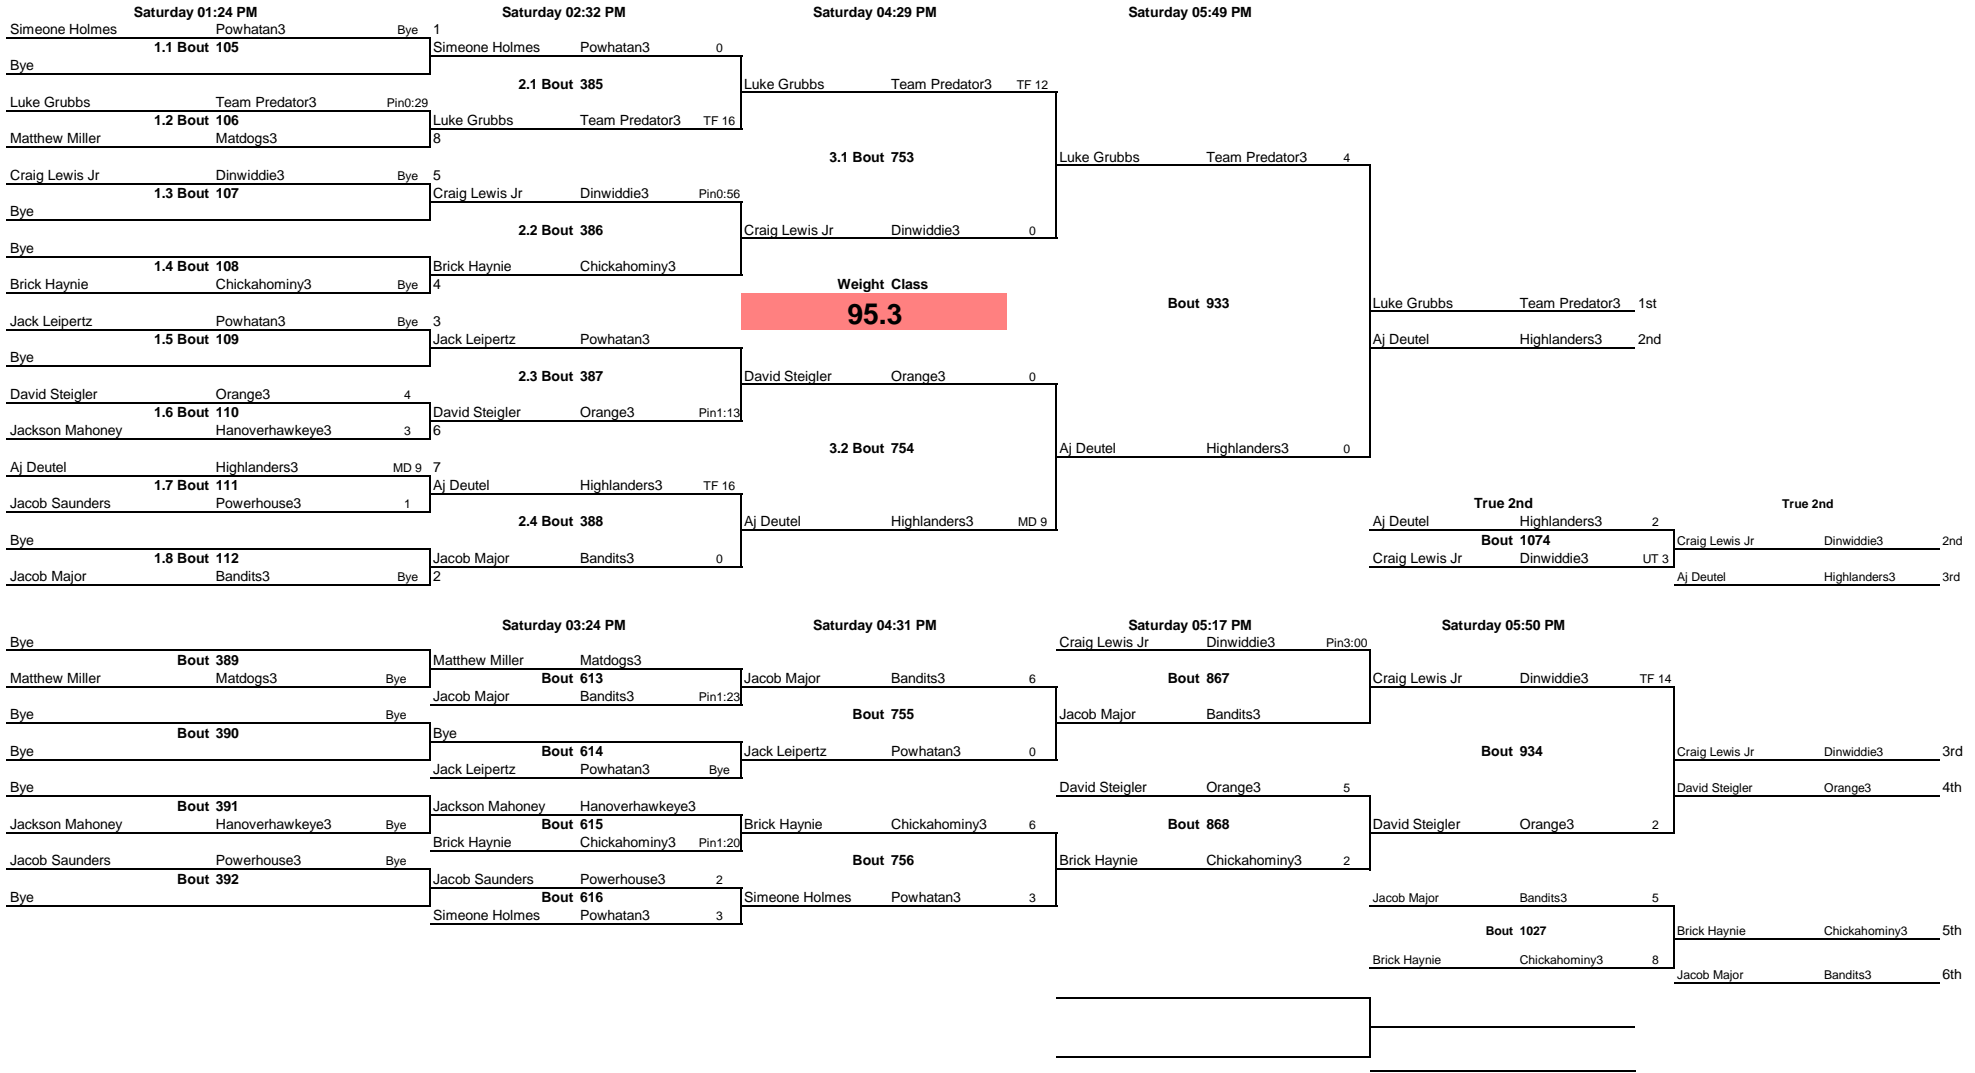 Saturday 01:24 PM Saturday 02:32 PM Saturday 04:29 PM Saturday 05:49 PM
Simeone Holmes Powhatan3 Bye 1
1.1 Bout 105 Simeone Holmes Powhatan3 0
Bye
2.1 Bout 385 Luke Grubbs Team Predator3 TF 12
Luke Grubbs Team Predator3 Pin0:29
1.2 Bout 106 Luke Grubbs Team Predator3 TF 16
Matthew Miller Matdogs3 8
3.1 Bout 753 Luke Grubbs Team Predator3 4
Craig Lewis Jr Dinwiddie3 Bye 5
1.3 Bout 107 Craig Lewis Jr Dinwiddie3 Pin0:56
Bye
2.2 Bout 386 Craig Lewis Jr Dinwiddie3 0
Bye
1.4 Bout 108 Brick Haynie Chickahominy3
Brick Haynie Chickahominy3 Bye 4 Weight Class
95.3 Bout 933 Luke Grubbs Team Predator3 1st
Jack Leipertz Powhatan3 Bye 3
1.5 Bout 109 Jack Leipertz Powhatan3 Aj Deutel Highlanders3 2nd
Bye
2.3 Bout 387 David Steigler Orange3 0
David Steigler Orange3 4
1.6 Bout 110 David Steigler Orange3 Pin1:13
Jackson Mahoney Hanoverhawkeye3 3 6
3.2 Bout 754 Aj Deutel Highlanders3 0
Aj Deutel Highlanders3 MD 9 7
1.7 Bout 111 Aj Deutel Highlanders3 TF 16
Jacob Saunders Powerhouse3 1 True 2nd True 2nd
2.4 Bout 388 Aj Deutel Highlanders3 MD 9 Aj Deutel Highlanders3 2
Bye Bout 1074 Craig Lewis Jr Dinwiddie3 2nd
1.8 Bout 112 Jacob Major Bandits3 0 Craig Lewis Jr Dinwiddie3 UT 3
Jacob Major Bandits3 Bye 2 Aj Deutel Highlanders3 3rd
Saturday 03:24 PM Saturday 04:31 PM Saturday 05:17 PM Saturday 05:50 PM
Bye Craig Lewis Jr Dinwiddie3 Pin3:00
Bout 389 Matthew Miller Matdogs3
Matthew Miller Matdogs3 Bye Bout 613 Jacob Major Bandits3 6 Bout 867 Craig Lewis Jr Dinwiddie3 TF 14
Jacob Major Bandits3 Pin1:23
Bye Bye Bout 755 Jacob Major Bandits3
Bout 390 Bye
Bye Bout 614 Jack Leipertz Powhatan3 0 Bout 934 Craig Lewis Jr Dinwiddie3 3rd
Jack Leipertz Powhatan3 Bye
Bye David Steigler Orange3 5 David Steigler Orange3 4th
Bout 391 Jackson Mahoney Hanoverhawkeye3
Jackson Mahoney Hanoverhawkeye3 Bye Bout 615 Brick Haynie Chickahominy3 6 Bout 868 David Steigler Orange3 2
Brick Haynie Chickahominy3 Pin1:20
Jacob Saunders Powerhouse3 Bye Bout 756 Brick Haynie Chickahominy3 2
Bout 392 Jacob Saunders Powerhouse3 2
Bye Bout 616 Simeone Holmes Powhatan3 3 Jacob Major Bandits3 5
Simeone Holmes Powhatan3 3
Bout 1027 Brick Haynie Chickahominy3 5th
Brick Haynie Chickahominy3 8
Jacob Major Bandits3 6th